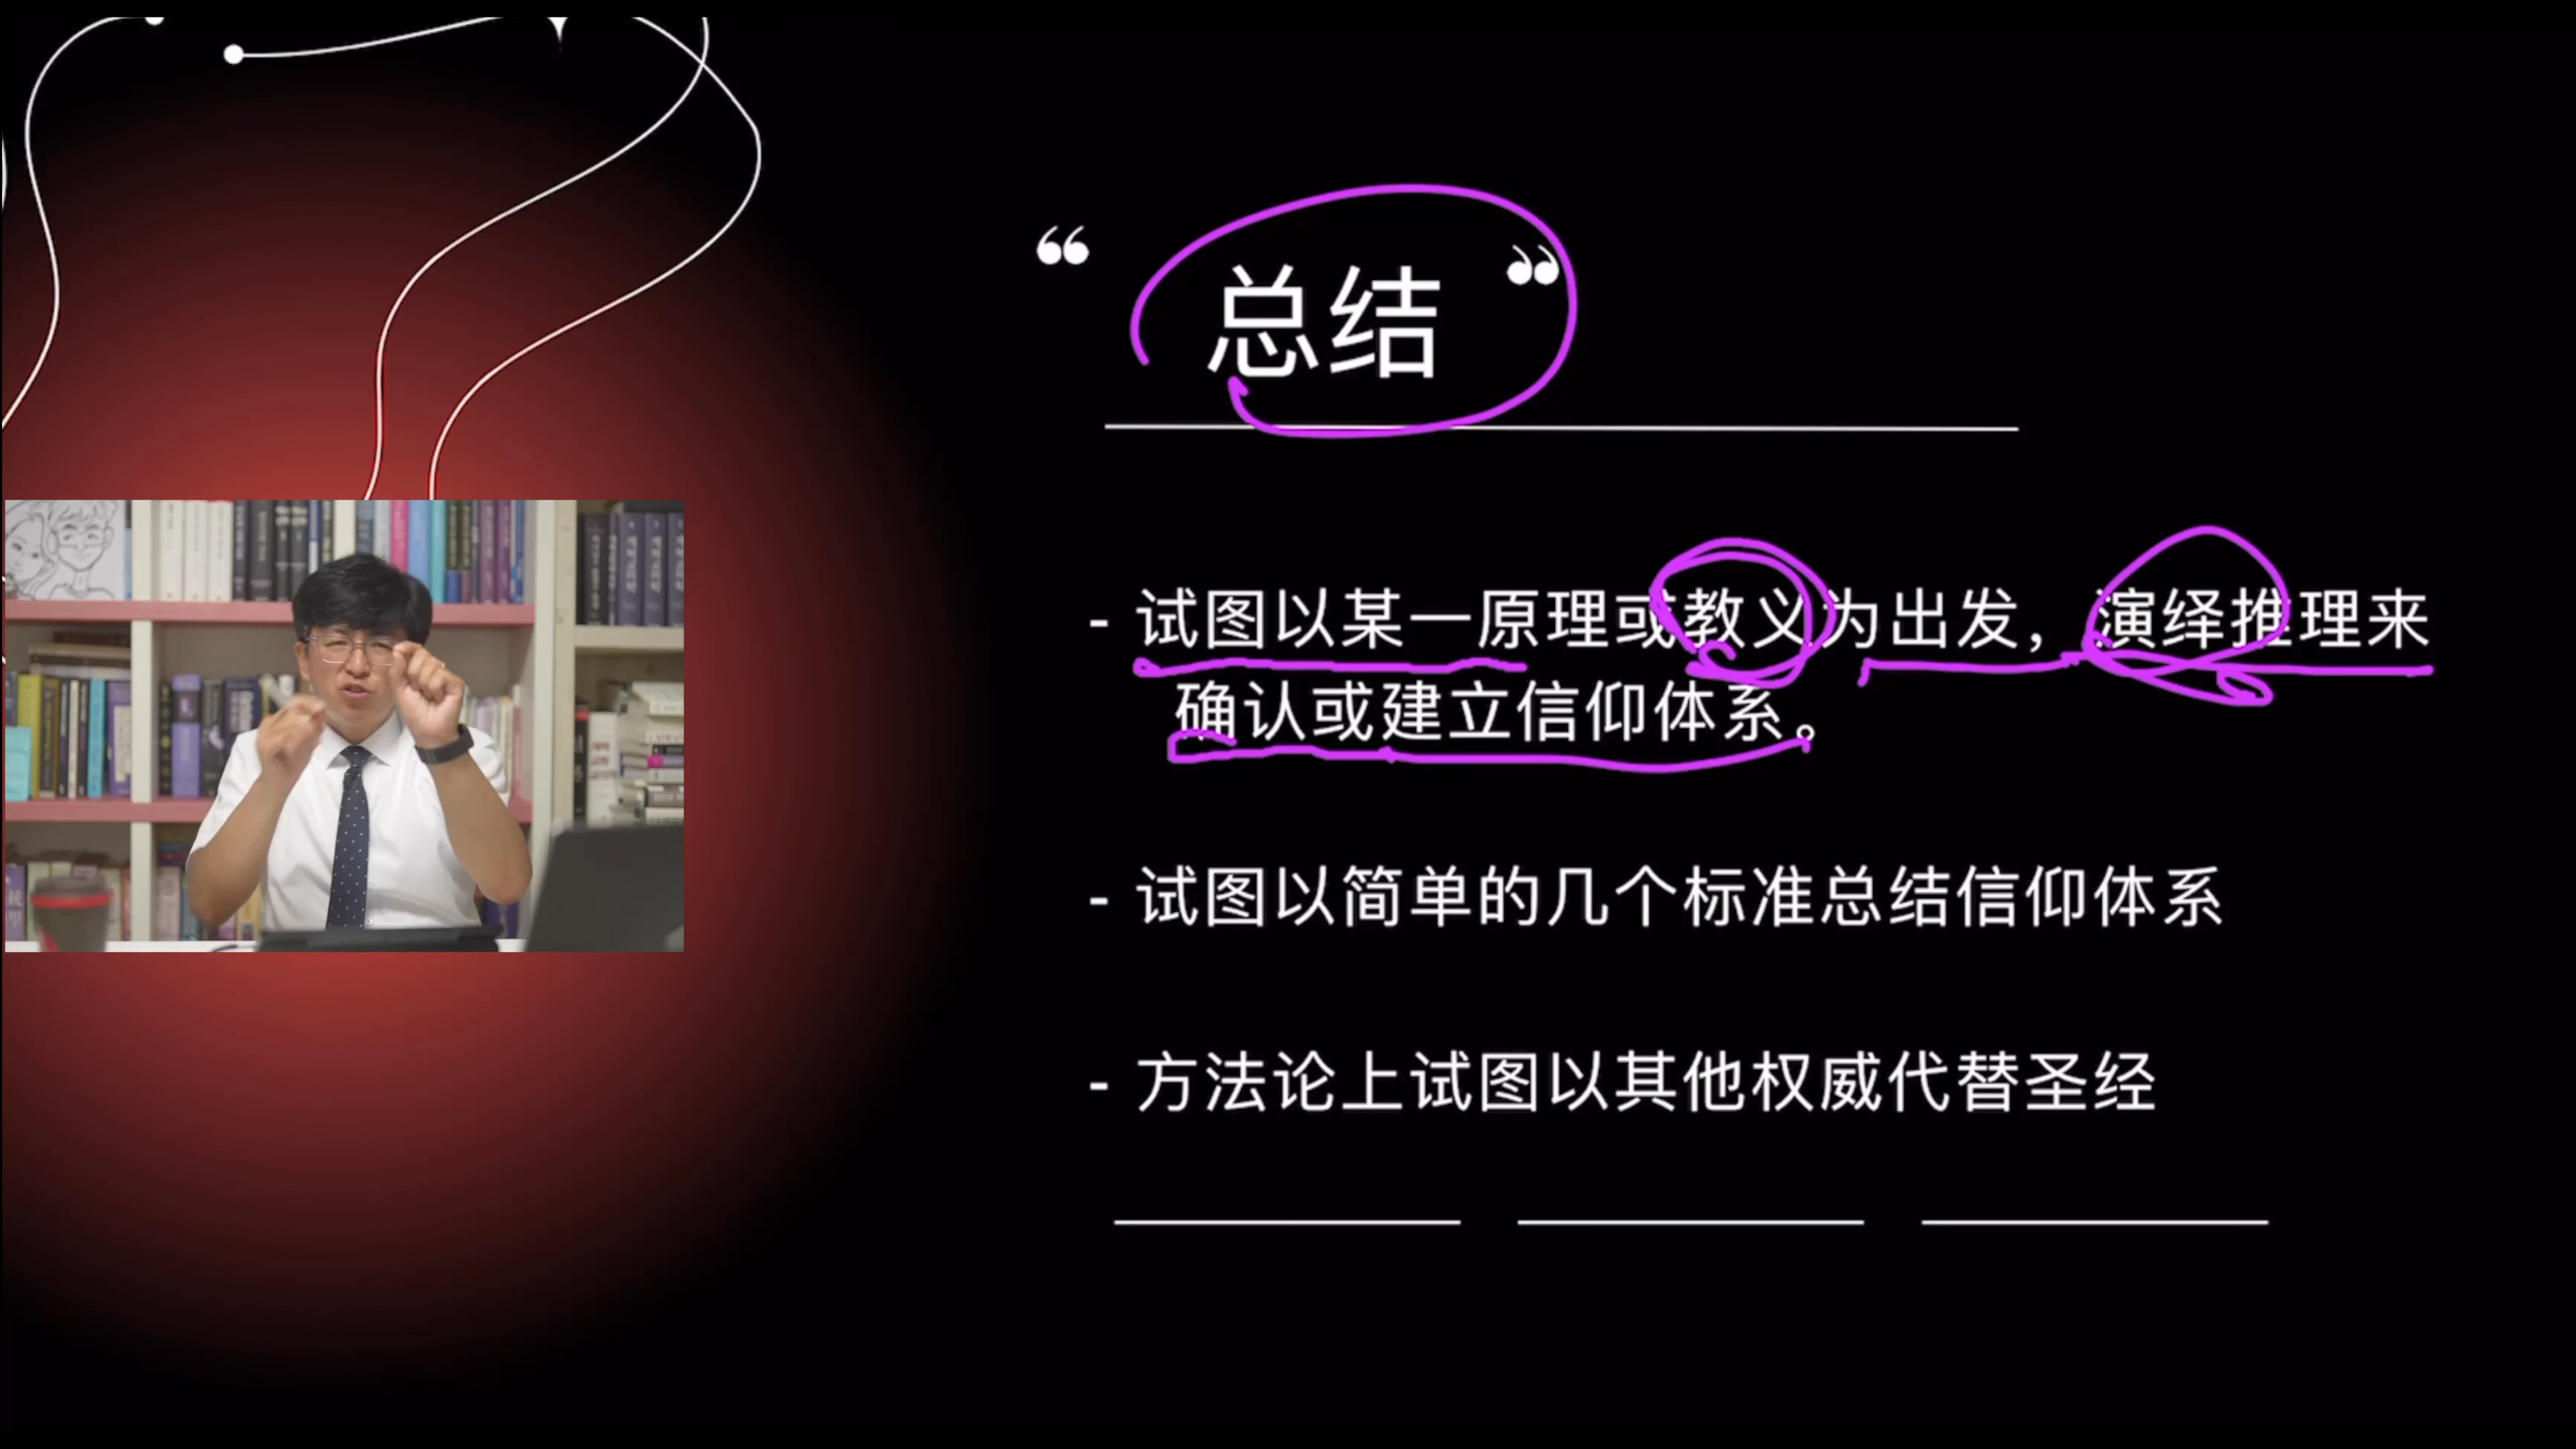 “ 总结 ”
- 试图以某一原理或教义为出发，演绎推理来
确认或建立信仰体系。
- 试图以简单的几个标准总结信仰体系
- 方法论上试图以其他权威代替圣经